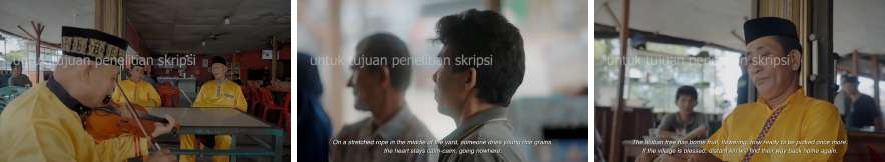 untuk tujuan penelitian skripsi
untuk tujuan penelitian skripsi
On a stretched rope in the middle of the yard, someone dries young rice grains,
the heart stays calm-calm, going nowhere.
untuk tujuan penelitian skripsi
tree has borne fruit, flowering, now ready to be picked once more.
If the village is blessed, distant kin will find their way back home again.